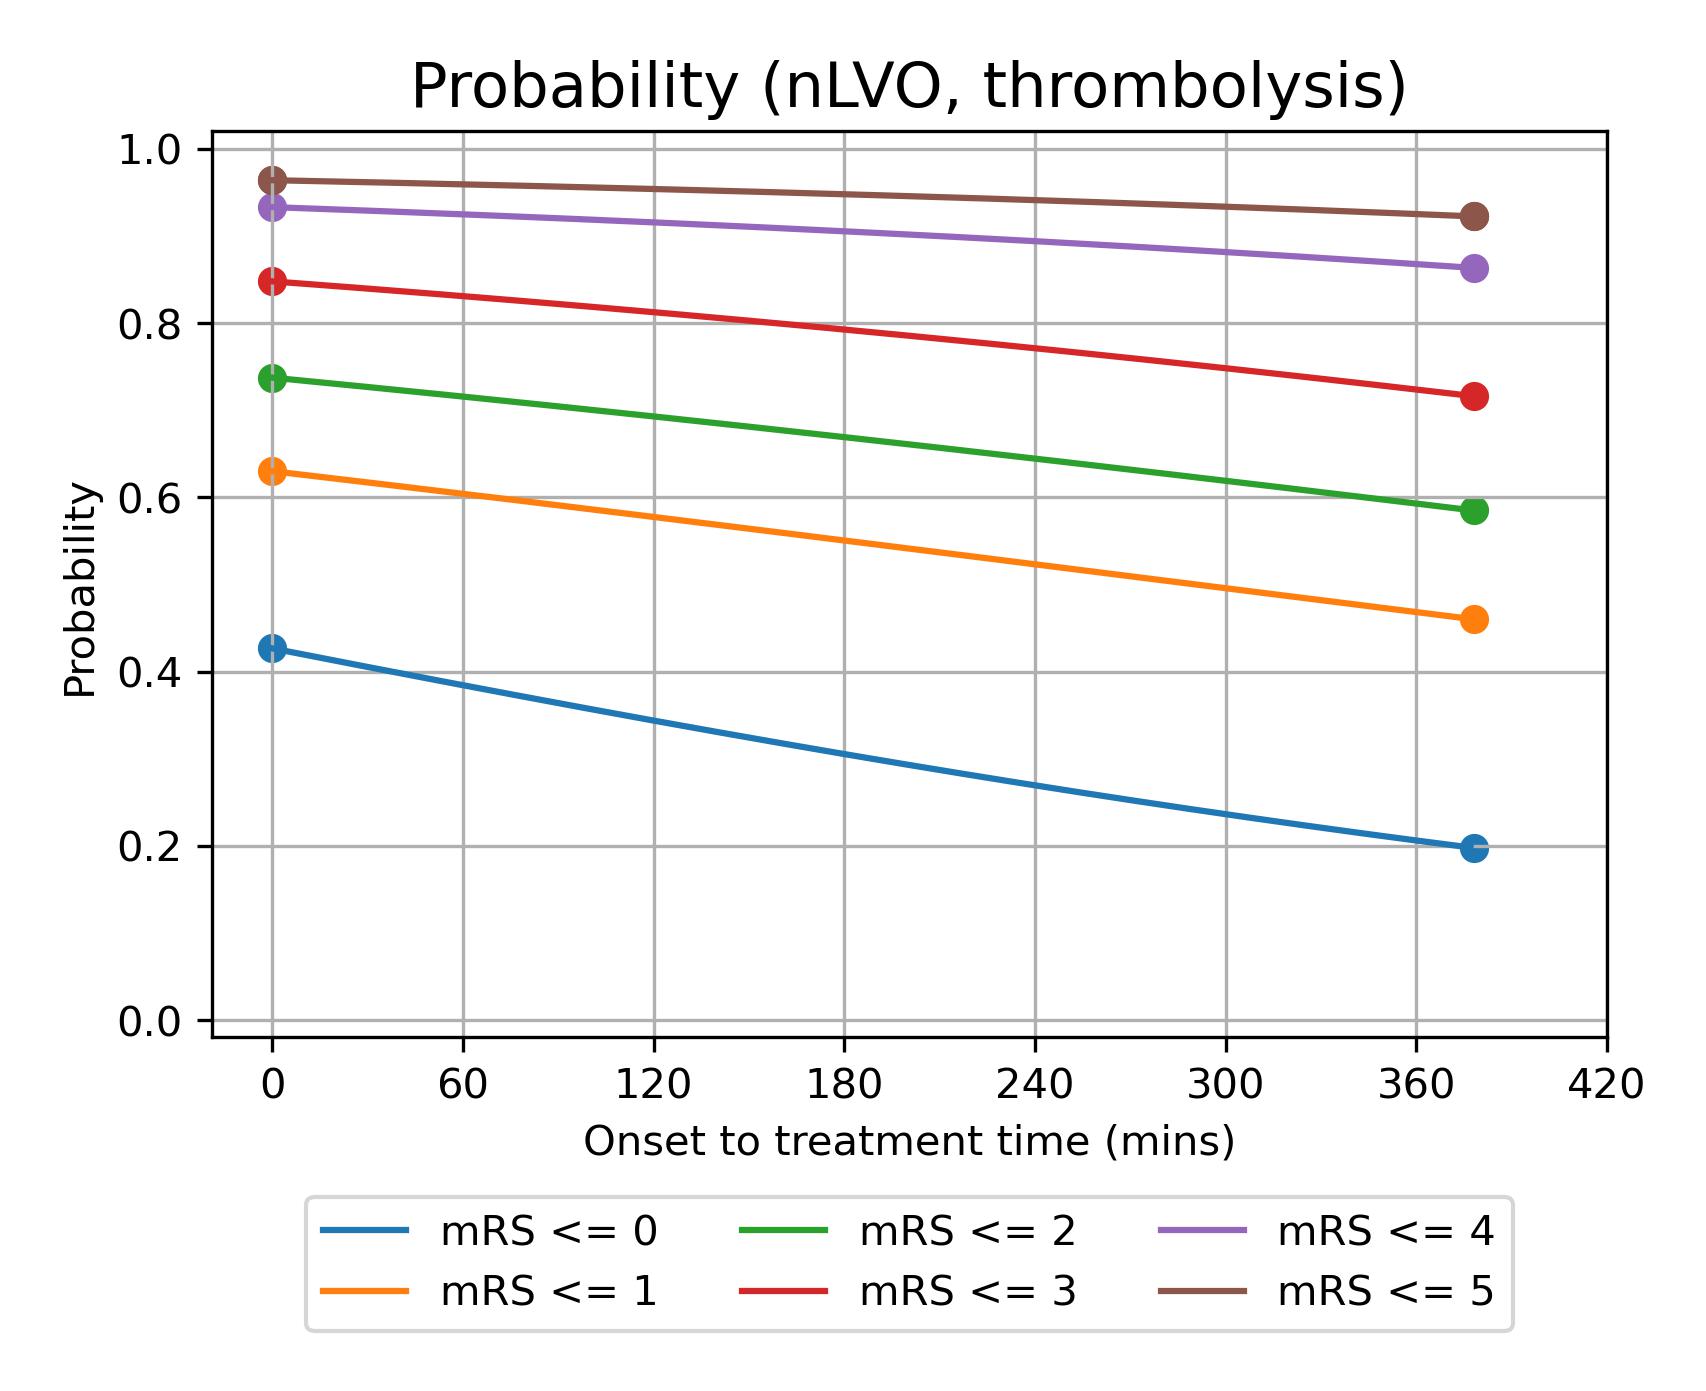 Probability (nLVO, thrombolysis)
1.0
0.8
0.6
0.4
0.2
0.0
Probability
0 60 120 180 240 300 360 420
Onset to treatment time (mins)
mRS <= 0 mRS <= 2 mRS <= 4
mRS <= 1 mRS <= 3 mRS <= 5